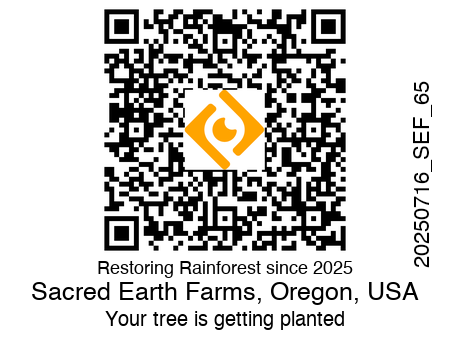 Restoring Rainforest since 2025
Sacred Earth Farms, Oregon, USA
Your tree is getting planted
20250716_SEF_65